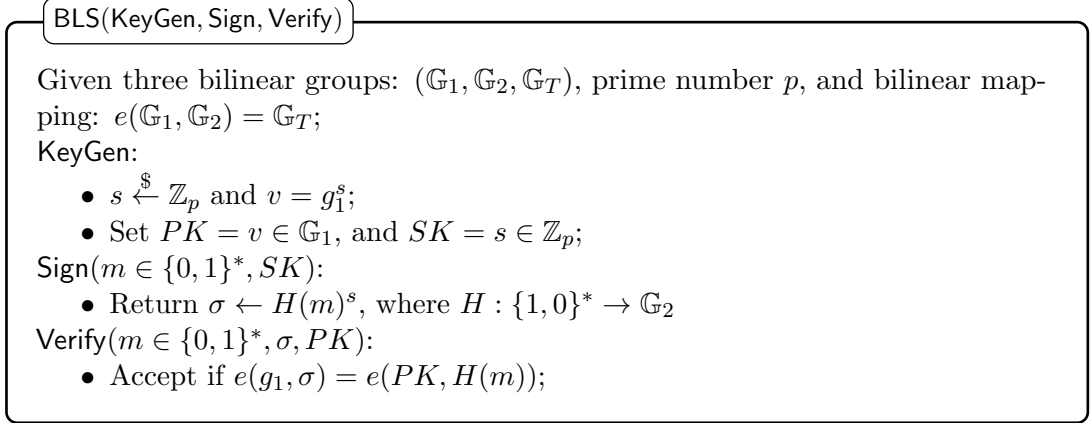 BLS(KeyGen, Sign, Verify)
Given three bilinear groups: (𝔾₁, 𝔾₂, 𝔾_T), prime number p, and bilinear map-
ping: e(𝔾₁, 𝔾₂) = 𝔾_T;
KeyGen:
• s ←$ ℤ_p and v = g₁ˢ;
• Set PK = v ∈ 𝔾₁, and SK = s ∈ ℤ_p;
Sign(m ∈ {0, 1}*, SK):
• Return σ ← H(m)ˢ, where H : {1, 0}* → 𝔾₂
Verify(m ∈ {0, 1}*, σ, PK):
• Accept if e(g₁, σ) = e(PK, H(m));